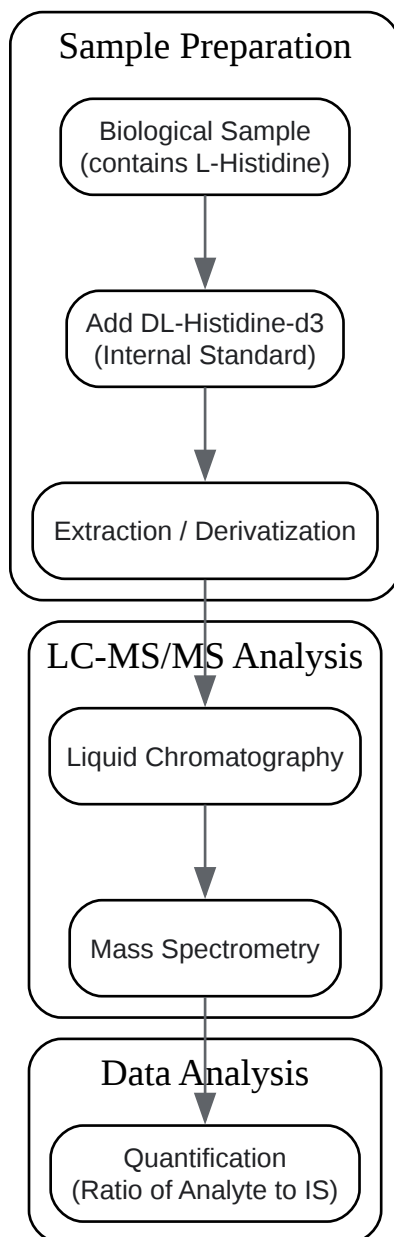 Sample Preparation
Biological Sample
(contains L-Histidine)
Add DL-Histidine-d3
(Internal Standard)
Extraction / Derivatization
LC-MS/MS Analysis
Liquid Chromatography
Mass Spectrometry
Data Analysis
Quantification
(Ratio of Analyte to IS)